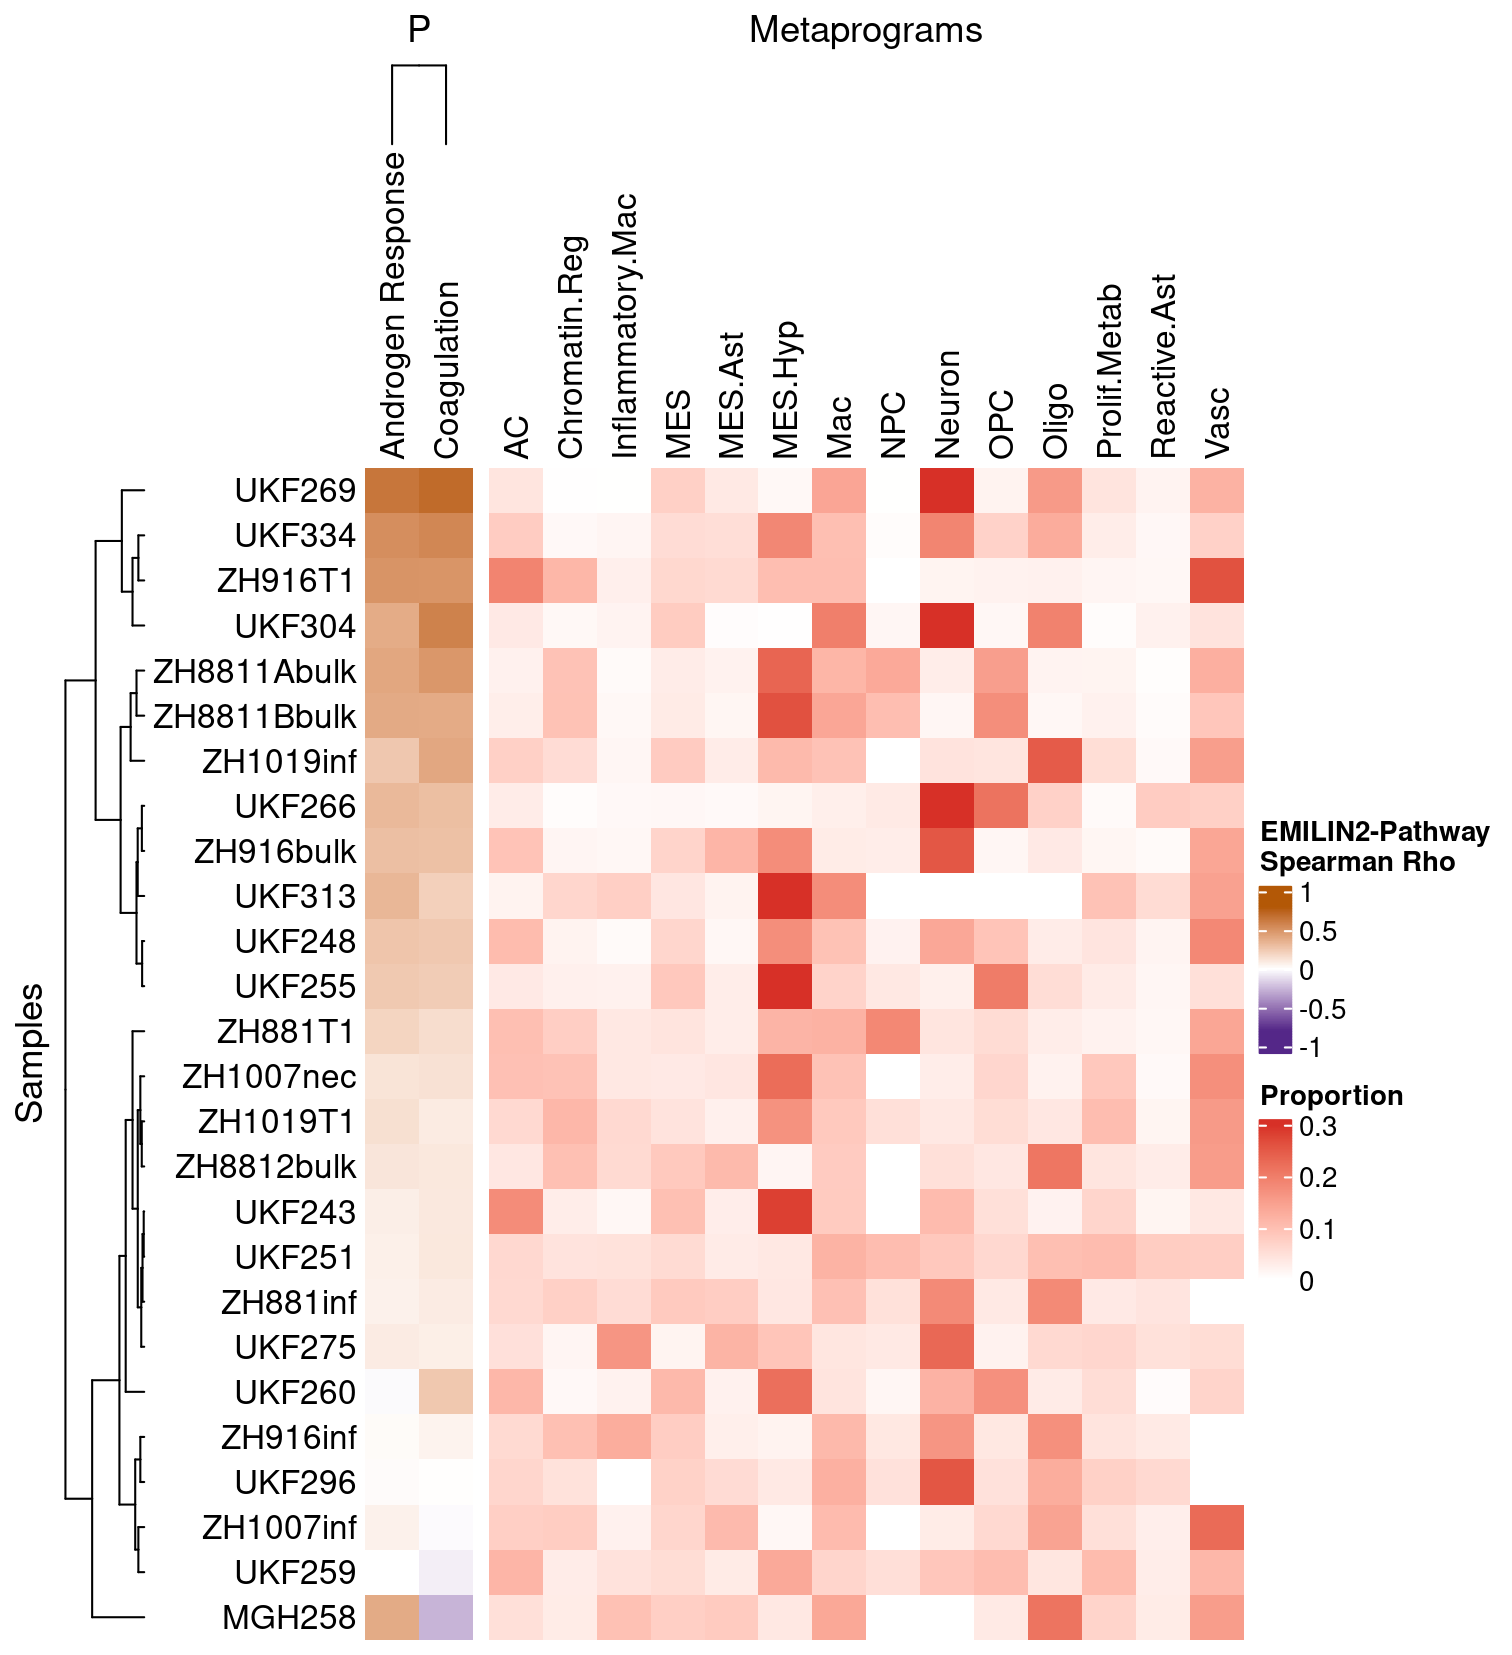 P
Metaprograms
Androgen Response
Coagulation
AC
Chromatin.Reg
Inflammatory.Mac
MES
MES.Ast
MES.Hyp
Mac
NPC
Neuron
OPC
Oligo
Prolif.Metab
Reactive.Ast
Vasc
Samples
UKF269
UKF334
ZH916T1
UKF304
ZH8811Abulk
ZH8811Bbulk
ZH1019inf
UKF266
ZH916bulk
UKF313
UKF248
UKF255
ZH881T1
ZH1007nec
ZH1019T1
ZH8812bulk
UKF243
UKF251
ZH881inf
UKF275
UKF260
ZH916inf
UKF296
ZH1007inf
UKF259
MGH258
EMILIN2-Pathway
Spearman Rho
1
0.5
0
-0.5
-1
Proportion
0.3
0.2
0.1
0